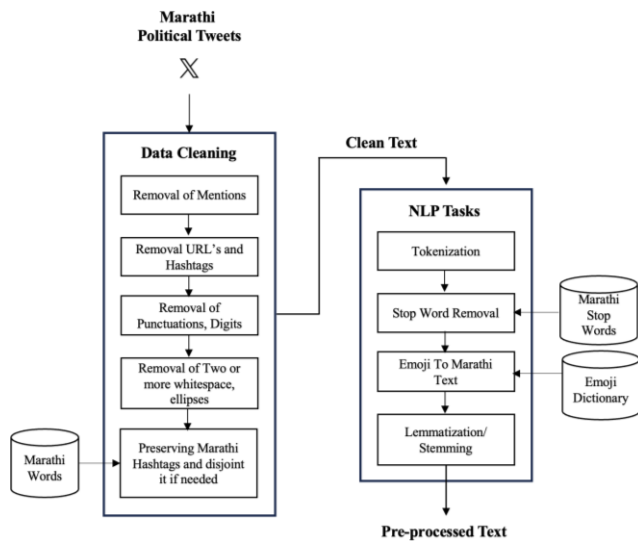 Marathi
Political Tweets
𝕏
Data Cleaning
Removal of Mentions
Removal URL's and
Hashtags
Removal of
Punctuations, Digits
Removal of Two or
more whitespace,
ellipses
Preserving Marathi
Hashtags and disjoint
it if needed
Marathi
Words
Clean Text
NLP Tasks
Tokenization
Stop Word Removal
Marathi
Stop
Words
Emoji To Marathi
Text
Emoji
Dictionary
Lemmatization/
Stemming
Pre-processed Text